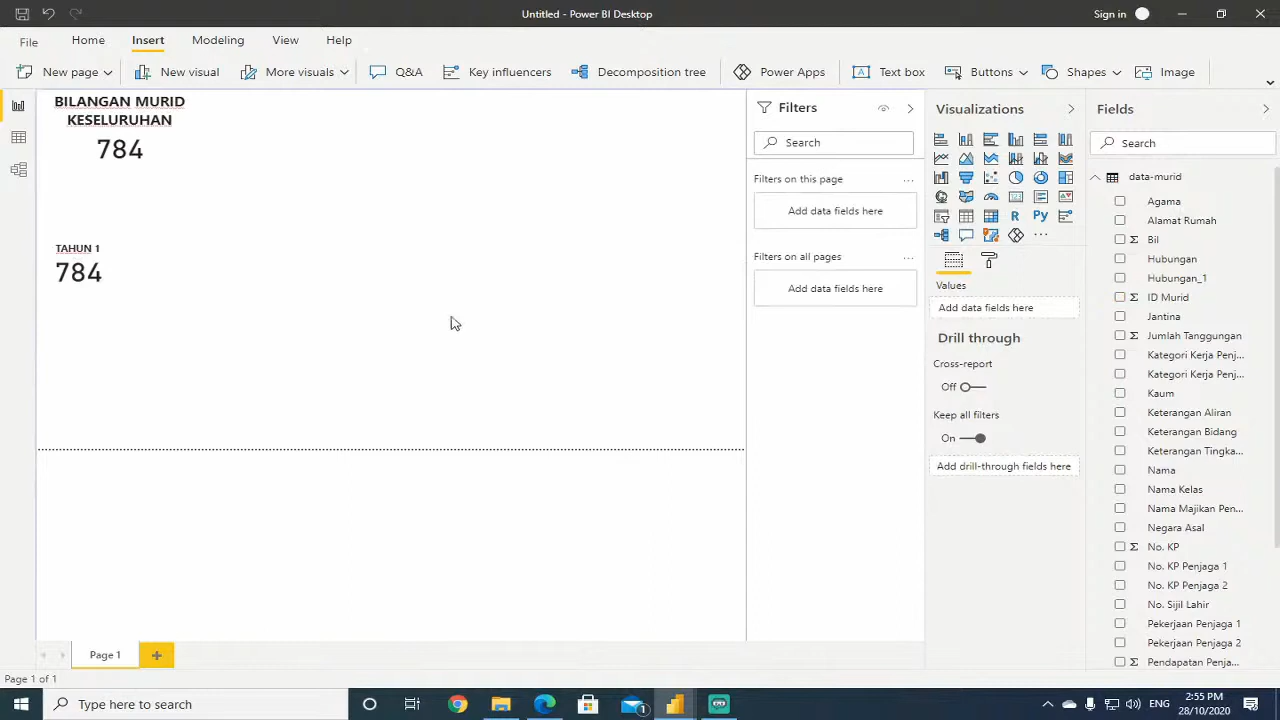 Untitled - Power BI Desktop
Sign in
File
Home
Insert
Modeling
View
Help
New page
New visual
More visuals
Q&A
Key influencers
Decomposition tree
Power Apps
Text box
Buttons
Shapes
Image
BILANGAN MURID
KESELURUHAN
784
TAHUN 1
784
Filters
Search
Filters on this page
...
Add data fields here
Filters on all pages
...
Add data fields here
Visualizations
R
Py
...
Values
Add data fields here
Drill through
Cross-report
Off
Keep all filters
On
Add drill-through fields here
Fields
Search
data-murid
Agama
Alamat Rumah
Σ Bil
Hubungan
Hubungan_1
Σ ID Murid
Jantina
Σ Jumlah Tanggungan
Kategori Kerja Penj...
Kategori Kerja Penj...
Kaum
Keterangan Aliran
Keterangan Bidang
Keterangan Tingka...
Nama
Nama Kelas
Nama Majikan Pen...
Negara Asal
Σ No. KP
No. KP Penjaga 1
No. KP Penjaga 2
No. Sijil Lahir
Pekerjaan Penjaga 1
Pekerjaan Penjaga 2
Σ Pendapatan Penja...
Page 1
Page 1 of 1
Type here to search
1
ENG
2:55 PM
28/10/2020